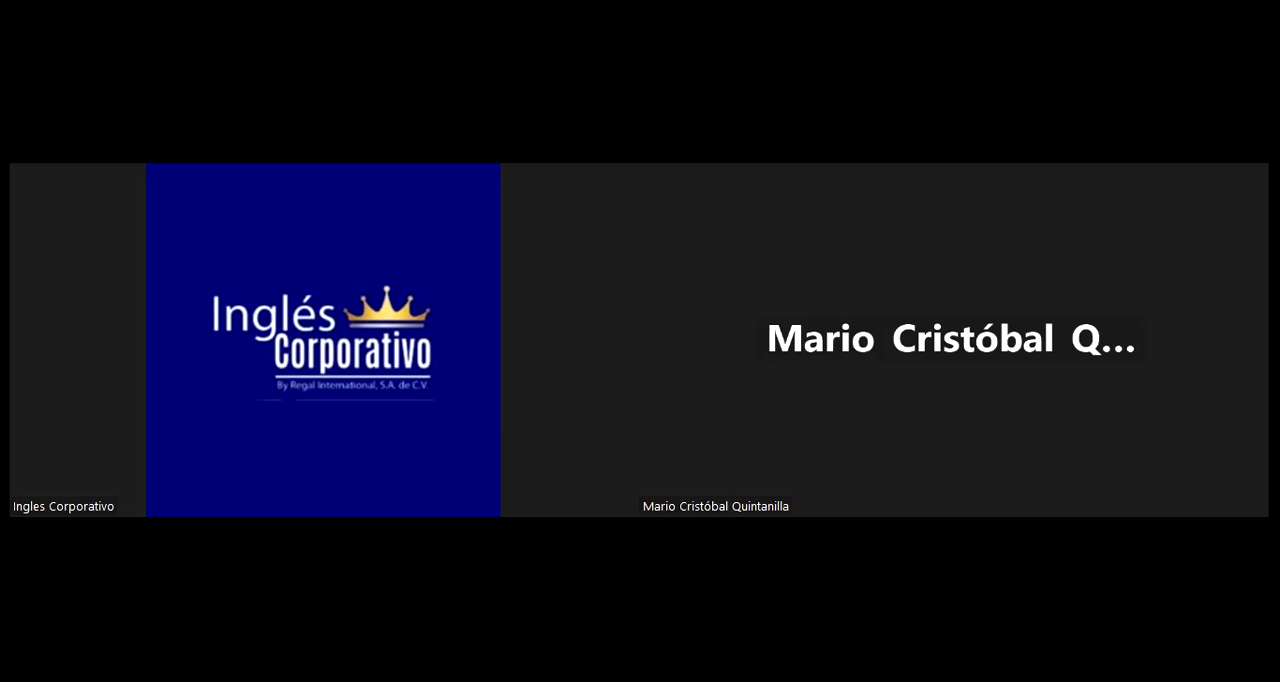 Inglés
Corporativo
By Regal International, S.A. de C.V.
Mario Cristóbal Q...
Ingles Corporativo
Mario Cristóbal Quintanilla